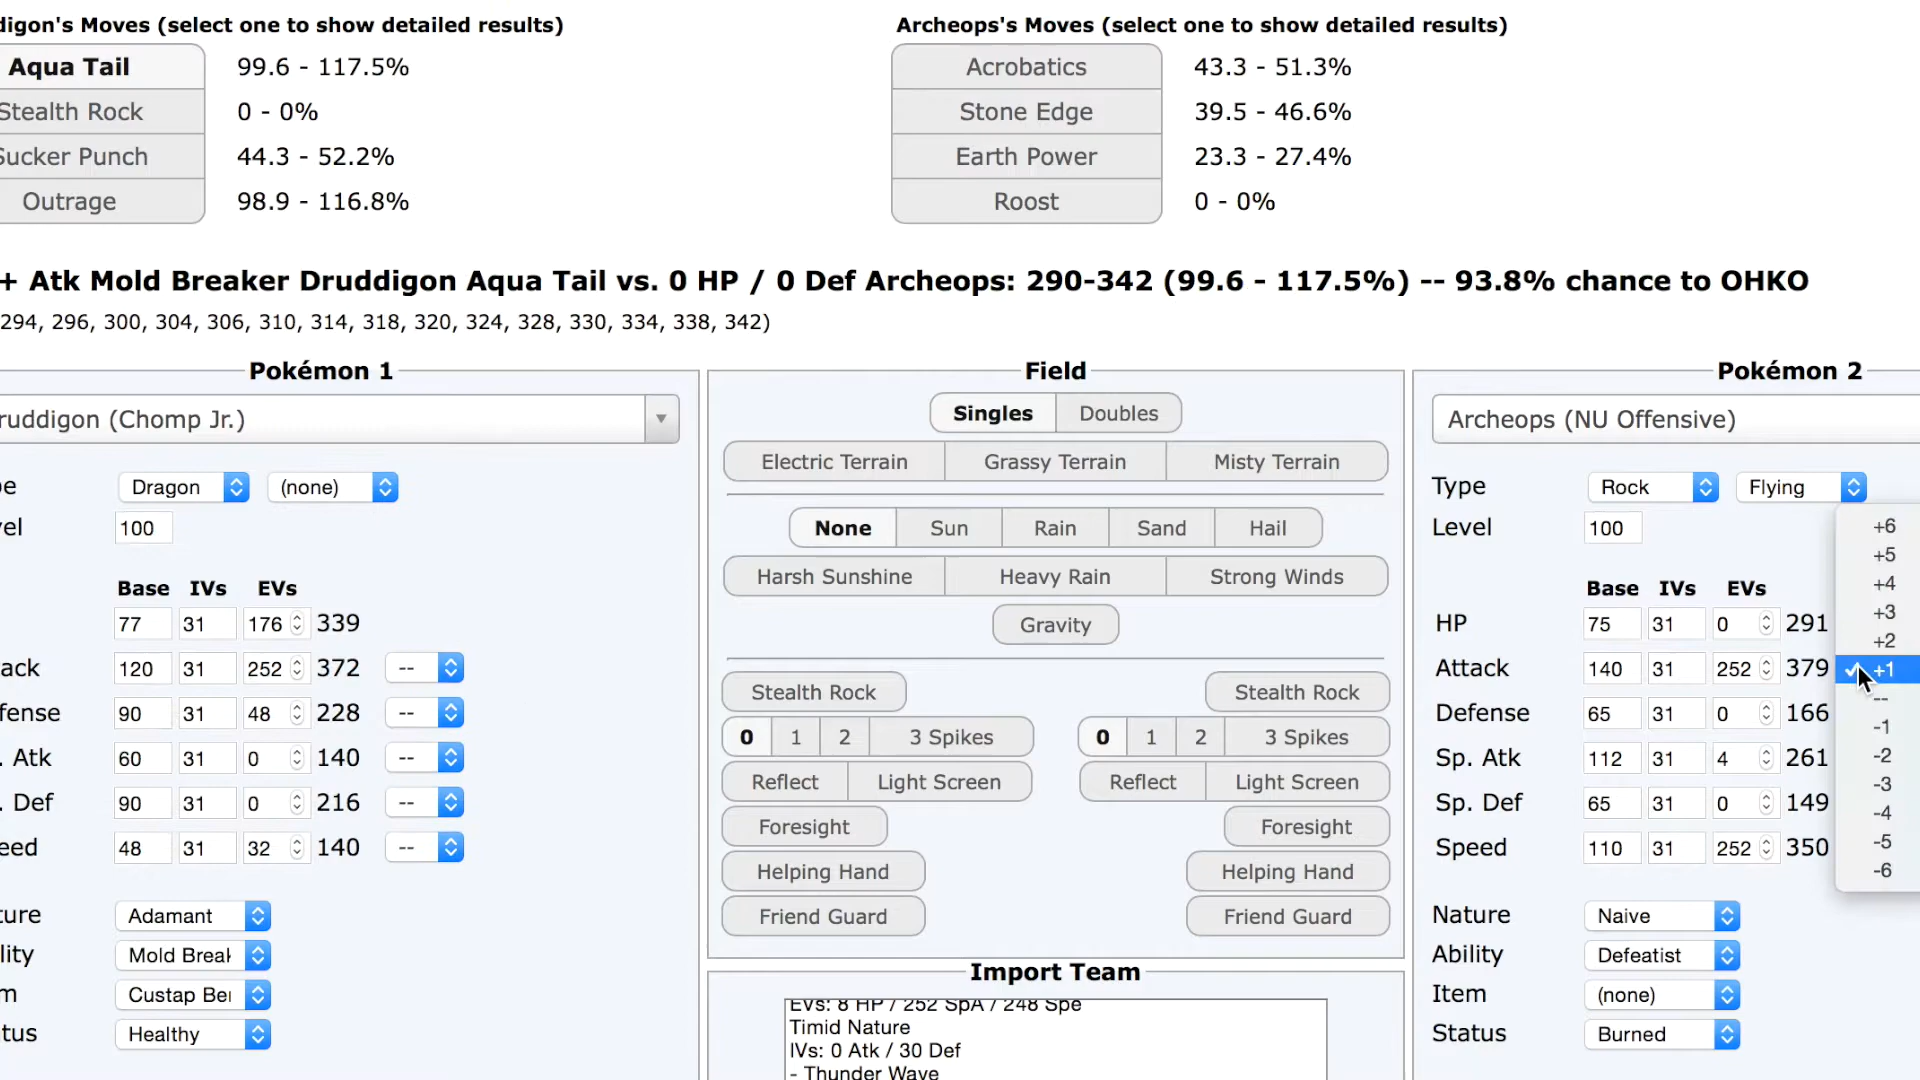 digon's Moves (select one to show detailed results)
Aqua Tail 99.6 - 117.5%
Stealth Rock 0 - 0%
Sucker Punch 44.3 - 52.2%
Outrage 98.9 - 116.8%
Archeops's Moves (select one to show detailed results)
Acrobatics 43.3 - 51.3%
Stone Edge 39.5 - 46.6%
Earth Power 23.3 - 27.4%
Roost 0 - 0%
+ Atk Mold Breaker Druddigon Aqua Tail vs. 0 HP / 0 Def Archeops: 290-342 (99.6 - 117.5%) -- 93.8% chance to OHKO
294, 296, 300, 304, 306, 310, 314, 318, 320, 324, 328, 330, 334, 338, 342)
Pokémon 1
ruddigon (Chomp Jr.)
e Dragon (none)
el 100
Base IVs EVs
77 31 176 339
ack 120 31 252 372 --
fense 90 31 48 228 --
. Atk 60 31 0 140 --
. Def 90 31 0 216 --
eed 48 31 32 140 --
ture Adamant
lity Mold Break
m Custap Ber
tus Healthy
Field
Singles Doubles
Electric Terrain Grassy Terrain Misty Terrain
None Sun Rain Sand Hail
Harsh Sunshine Heavy Rain Strong Winds
Gravity
Stealth Rock Stealth Rock
0 1 2 3 Spikes 0 1 2 3 Spikes
Reflect Light Screen Reflect Light Screen
Foresight Foresight
Helping Hand Helping Hand
Friend Guard Friend Guard
Import Team
EVs: 8 HP / 252 SpA / 248 Spe
Timid Nature
IVs: 0 Atk / 30 Def
- Thunder Wave
Pokémon 2
Archeops (NU Offensive)
Type Rock Flying
Level 100
Base IVs EVs
HP 75 31 0 291
Attack 140 31 252 379
Defense 65 31 0 166
Sp. Atk 112 31 4 261
Sp. Def 65 31 0 149
Speed 110 31 252 350
Nature Naive
Ability Defeatist
Item (none)
Status Burned
+6
+5
+4
+3
+2
+1
--
-1
-2
-3
-4
-5
-6